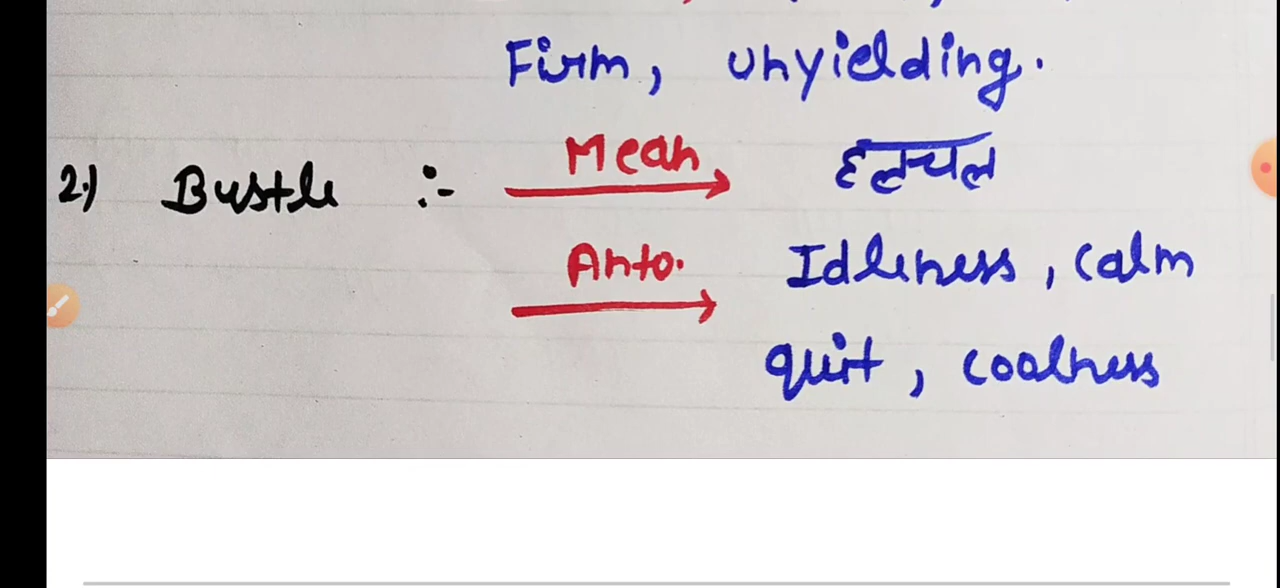 Firm, unyielding.
2.) Bustle :- Mean हलचल
Anto. Idleness, calm
quit, coolness